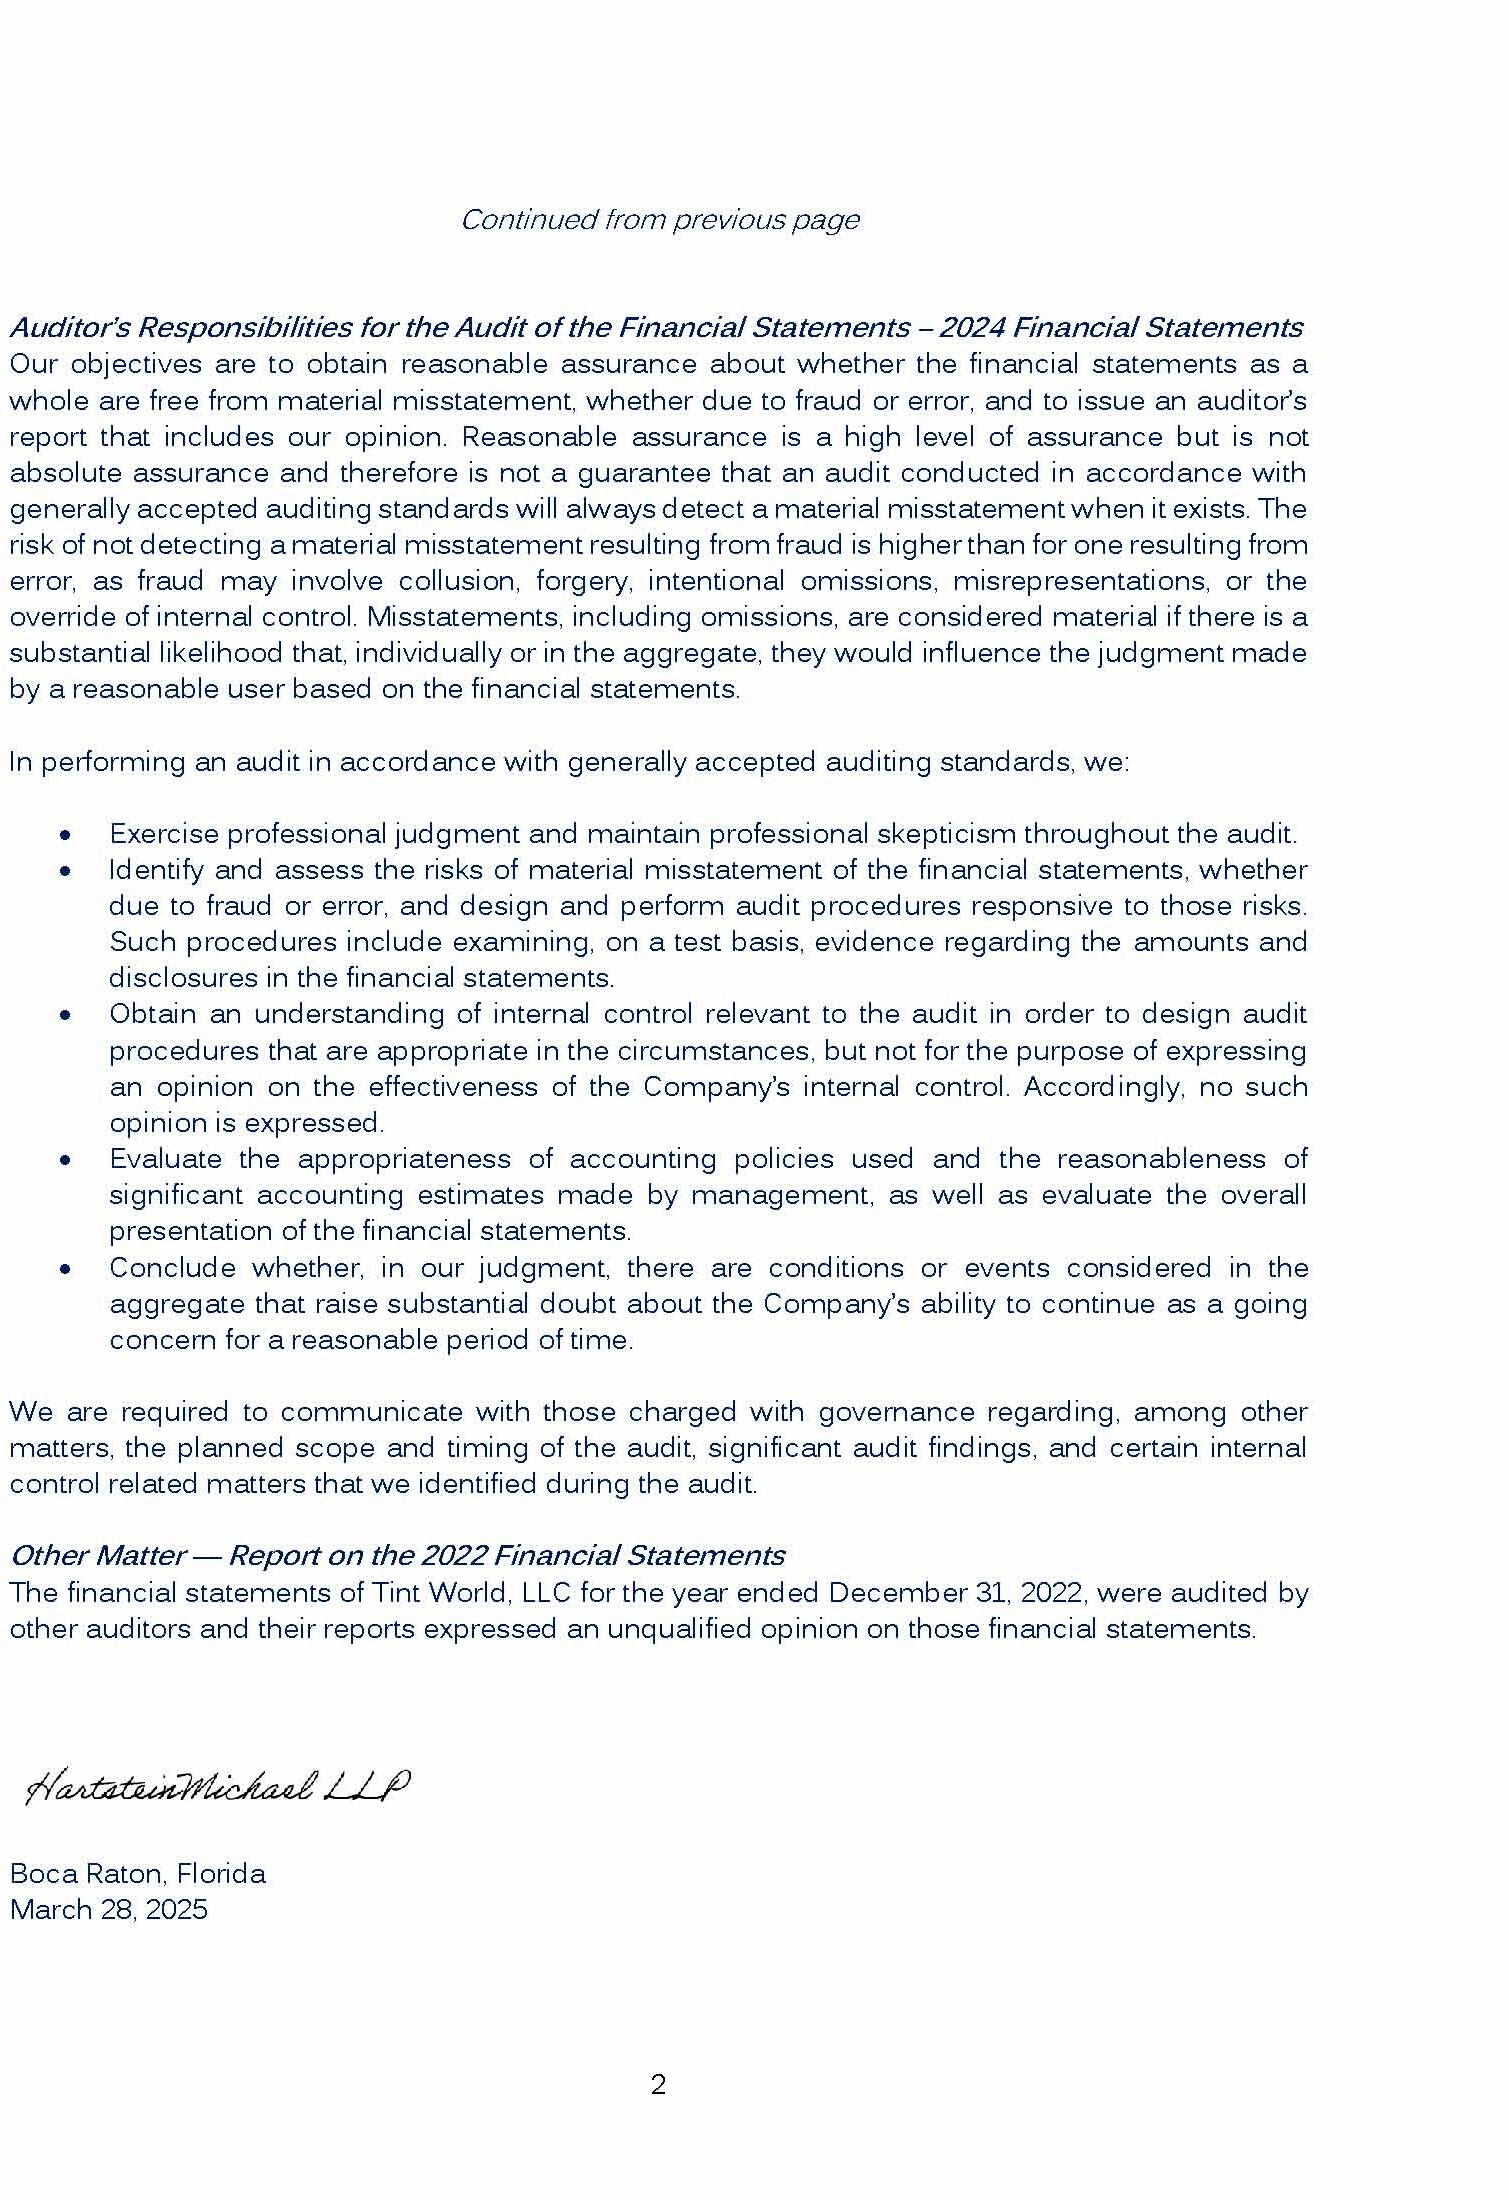 Continued from previous page
Auditor's Responsibilities for the Audit of the Financial Statements – 2024 Financial Statements
Our objectives are to obtain reasonable assurance about whether the financial statements as a
whole are free from material misstatement, whether due to fraud or error, and to issue an auditor's
report that includes our opinion. Reasonable assurance is a high level of assurance but is not
absolute assurance and therefore is not a guarantee that an audit conducted in accordance with
generally accepted auditing standards will always detect a material misstatement when it exists. The
risk of not detecting a material misstatement resulting from fraud is higher than for one resulting from
error, as fraud may involve collusion, forgery, intentional omissions, misrepresentations, or the
override of internal control. Misstatements, including omissions, are considered material if there is a
substantial likelihood that, individually or in the aggregate, they would influence the judgment made
by a reasonable user based on the financial statements.
In performing an audit in accordance with generally accepted auditing standards, we:
• Exercise professional judgment and maintain professional skepticism throughout the audit.
• Identify and assess the risks of material misstatement of the financial statements, whether
due to fraud or error, and design and perform audit procedures responsive to those risks.
Such procedures include examining, on a test basis, evidence regarding the amounts and
disclosures in the financial statements.
• Obtain an understanding of internal control relevant to the audit in order to design audit
procedures that are appropriate in the circumstances, but not for the purpose of expressing
an opinion on the effectiveness of the Company's internal control. Accordingly, no such
opinion is expressed.
• Evaluate the appropriateness of accounting policies used and the reasonableness of
significant accounting estimates made by management, as well as evaluate the overall
presentation of the financial statements.
• Conclude whether, in our judgment, there are conditions or events considered in the
aggregate that raise substantial doubt about the Company's ability to continue as a going
concern for a reasonable period of time.
We are required to communicate with those charged with governance regarding, among other
matters, the planned scope and timing of the audit, significant audit findings, and certain internal
control related matters that we identified during the audit.
Other Matter — Report on the 2022 Financial Statements
The financial statements of Tint World, LLC for the year ended December 31, 2022, were audited by
other auditors and their reports expressed an unqualified opinion on those financial statements.
HartsteinMichael LLP
Boca Raton, Florida
March 28, 2025
2